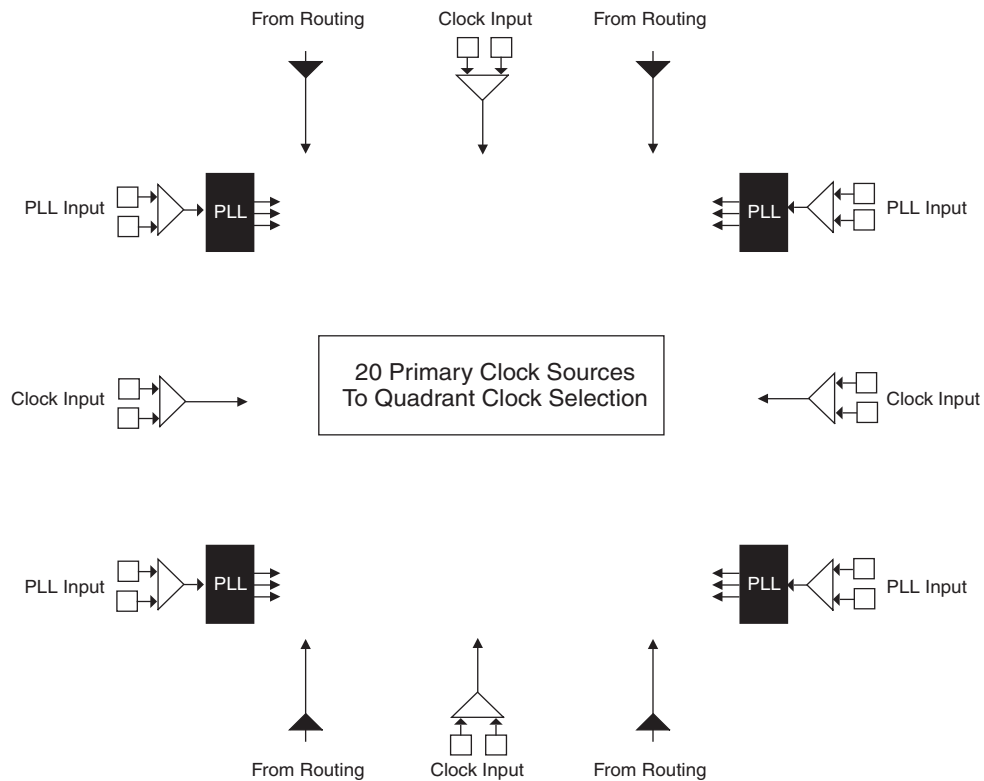 From Routing
Clock Input
From Routing
PLL Input
PLL
PLL
PLL Input
20 Primary Clock Sources
To Quadrant Clock Selection
Clock Input
Clock Input
PLL Input
PLL
PLL
PLL Input
From Routing
Clock Input
From Routing